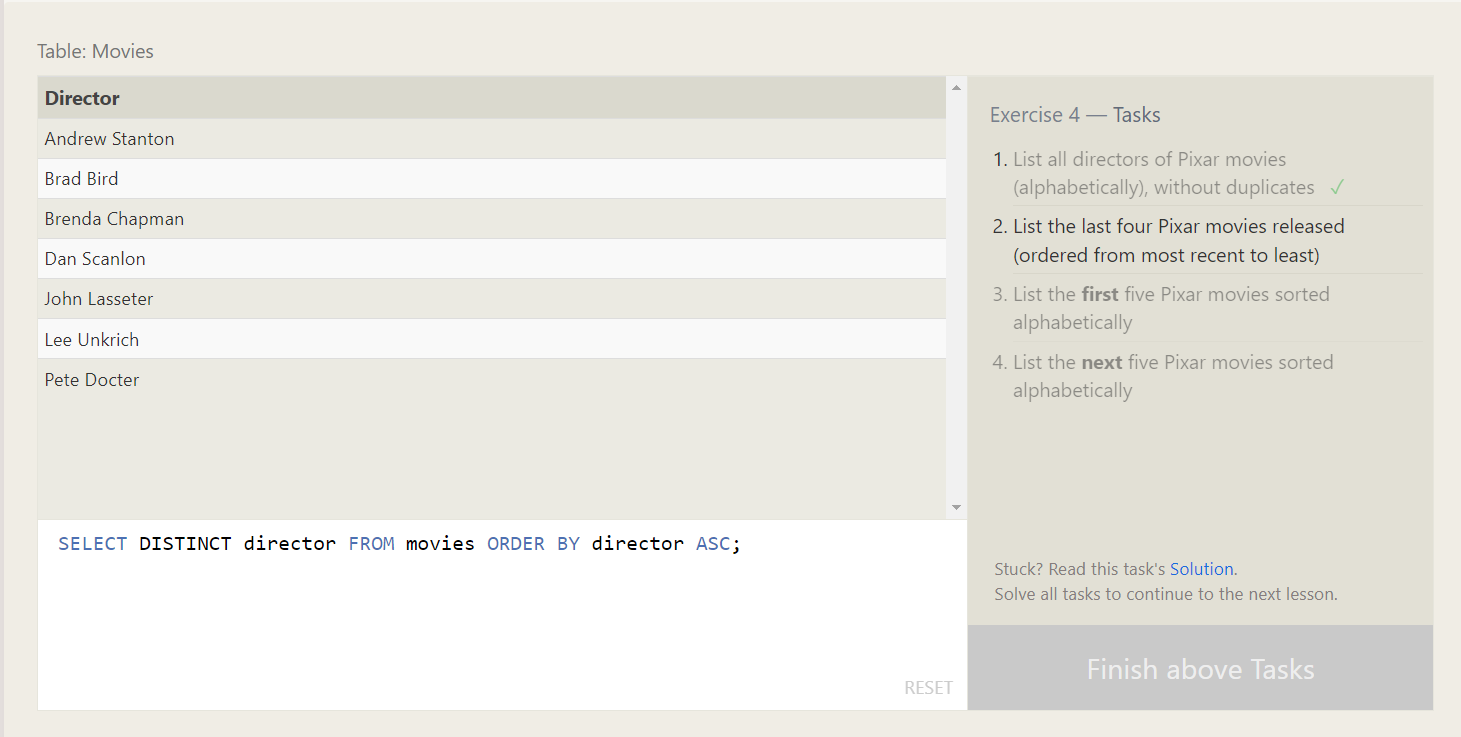 Table: Movies
Director
Andrew Stanton
Brad Bird
Brenda Chapman
Dan Scanlon
John Lasseter
Lee Unkrich
Pete Docter
SELECT DISTINCT director FROM movies ORDER BY director ASC;
RESET
Exercise 4 — Tasks
1. List all directors of Pixar movies
(alphabetically), without duplicates ✓
2. List the last four Pixar movies released
(ordered from most recent to least)
3. List the first five Pixar movies sorted
alphabetically
4. List the next five Pixar movies sorted
alphabetically
Stuck? Read this task's Solution.
Solve all tasks to continue to the next lesson.
Finish above Tasks